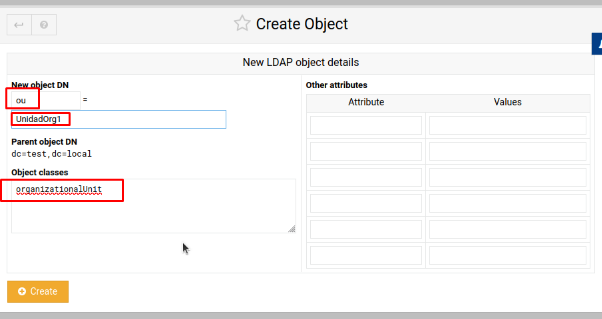 Create Object
New LDAP object details
New object DN
ou =
UnidadOrg1
Parent object DN
dc=test,dc=local
Object classes
organizationalUnit
Create
Other attributes
Attribute Values